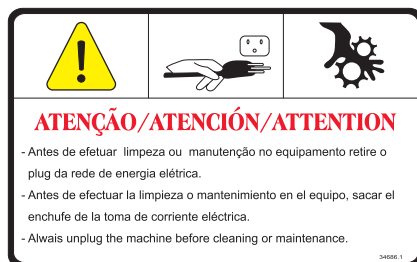 ATENÇÃO/ATENCIÓN/ATTENTION
- Antes de efetuar limpeza ou manutenção no equipamento retire o
plug da rede de energia elétrica.
- Antes de efectuar la limpieza o mantenimiento en el equipo, sacar el
enchufe de la toma de corriente eléctrica.
- Alwais unplug the machine before cleaning or maintenance.
34686.1